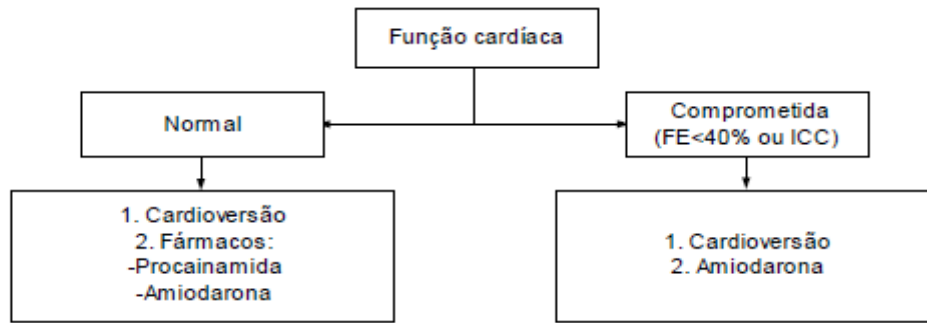 Função cardíaca
Normal
Comprometida
(FE<40% ou ICC)
1. Cardioversão
2. Fármacos:
-Procainamida
-Amiodarona
1. Cardioversão
2. Amiodarona